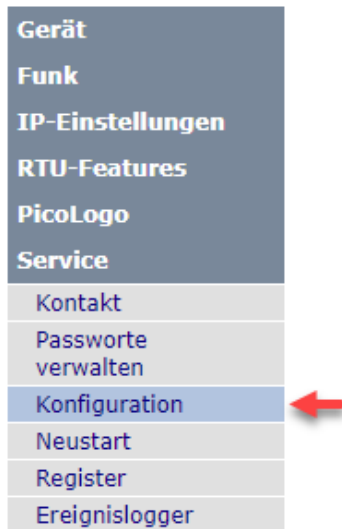 Gerät
Funk
IP-Einstellungen
RTU-Features
PicoLogo
Service
Kontakt
Passworte
verwalten
Konfiguration
Neustart
Register
Ereignislogger